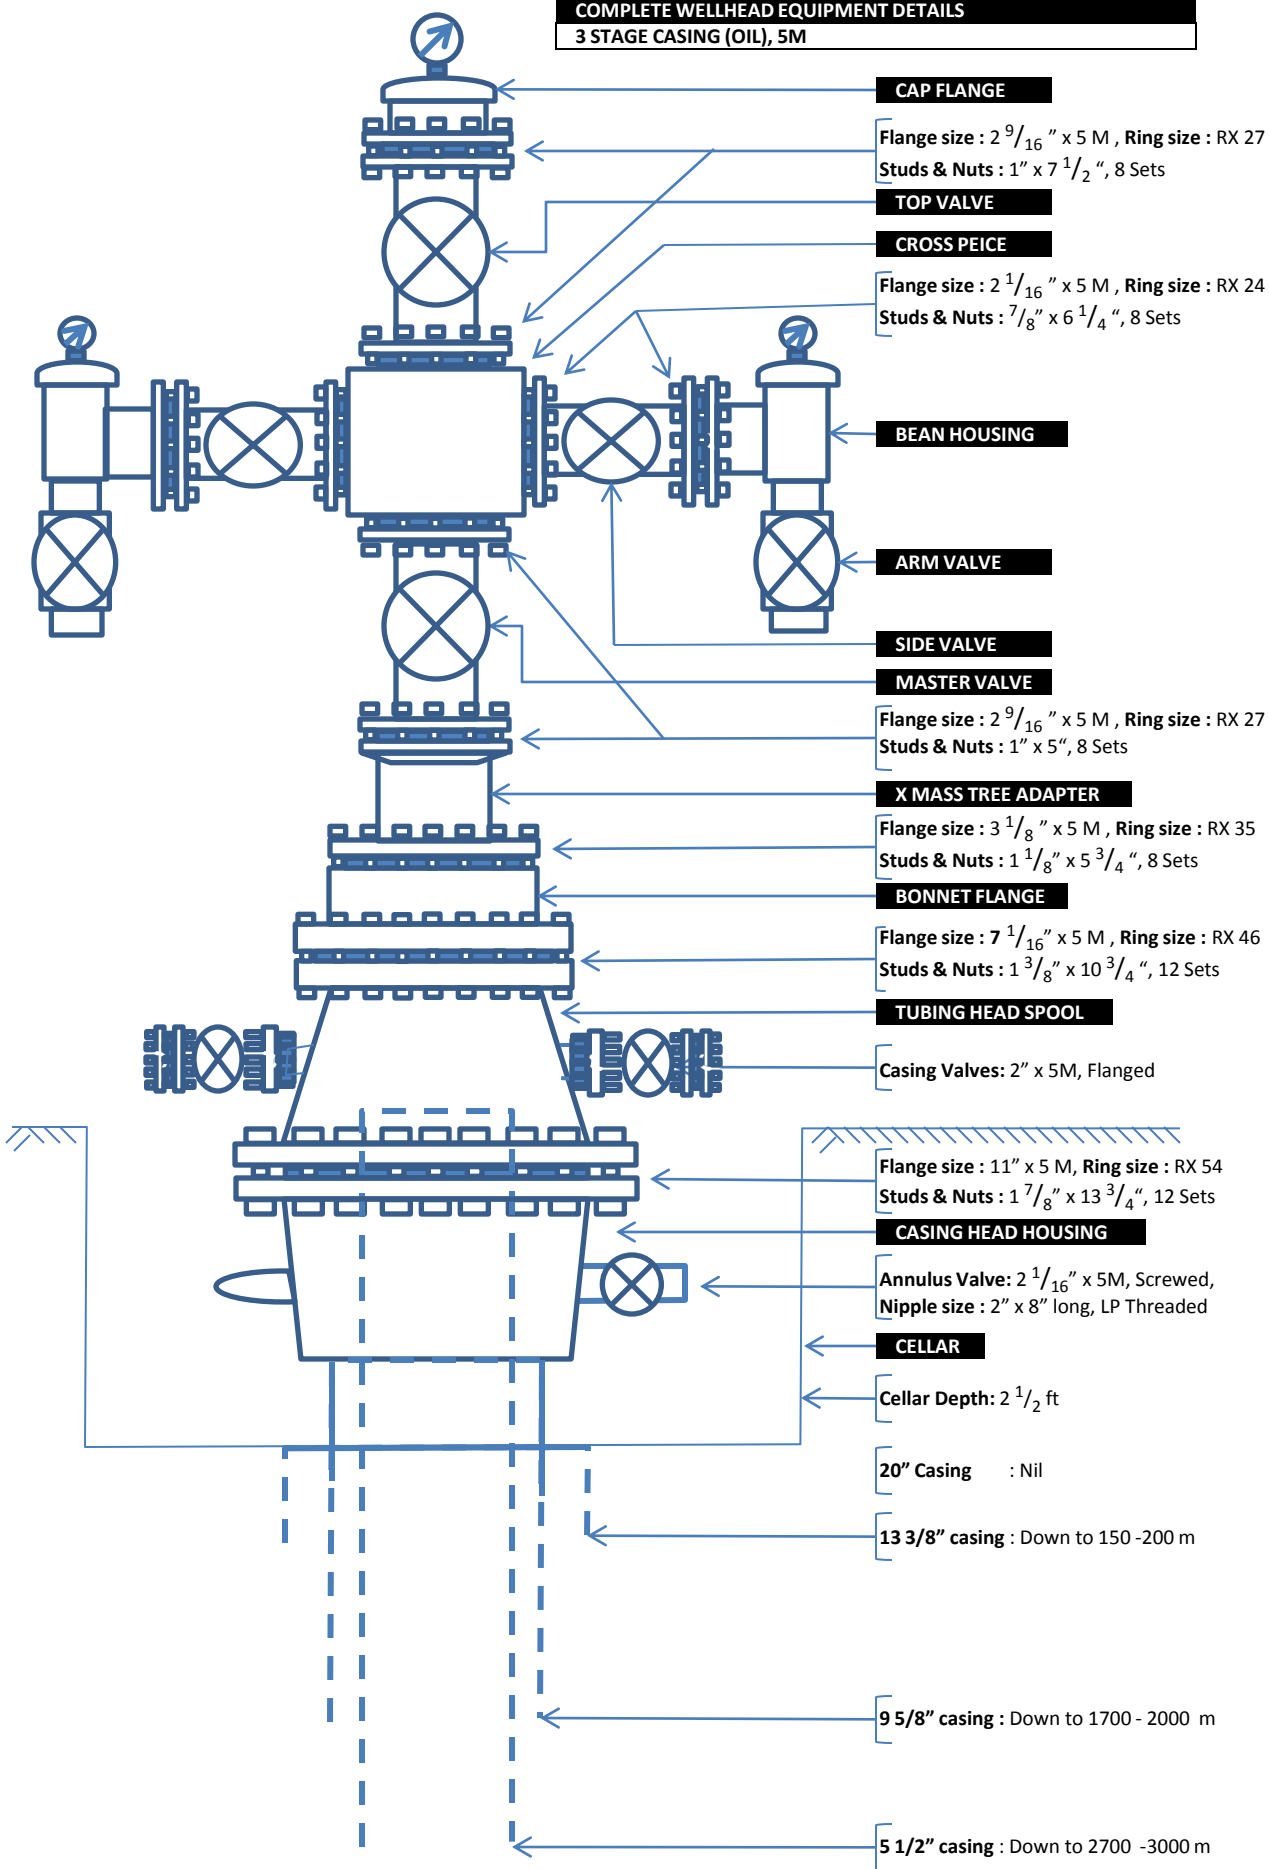 COMPLETE WELLHEAD EQUIPMENT DETAILS
3 STAGE CASING (OIL), 5M
CAP FLANGE
Flange size : 2 9/16 ” x 5 M , Ring size : RX 27
Studs & Nuts : 1” x 7 1/2 “, 8 Sets
TOP VALVE
CROSS PEICE
Flange size : 2 1/16 ” x 5 M , Ring size : RX 24
Studs & Nuts : 7/8” x 6 1/4 “, 8 Sets
BEAN HOUSING
ARM VALVE
SIDE VALVE
MASTER VALVE
Flange size : 2 9/16 ” x 5 M , Ring size : RX 27
Studs & Nuts : 1” x 5“, 8 Sets
X MASS TREE ADAPTER
Flange size : 3 1/8 ” x 5 M , Ring size : RX 35
Studs & Nuts : 1 1/8” x 5 3/4 “, 8 Sets
BONNET FLANGE
Flange size : 7 1/16” x 5 M , Ring size : RX 46
Studs & Nuts : 1 3/8” x 10 3/4 “, 12 Sets
TUBING HEAD SPOOL
Casing Valves: 2” x 5M, Flanged
Flange size : 11” x 5 M, Ring size : RX 54
Studs & Nuts : 1 7/8” x 13 3/4“, 12 Sets
CASING HEAD HOUSING
Annulus Valve: 2 1/16” x 5M, Screwed,
Nipple size : 2” x 8” long, LP Threaded
CELLAR
Cellar Depth: 2 1/2 ft
20” Casing : Nil
13 3/8” casing : Down to 150 -200 m
9 5/8” casing : Down to 1700 - 2000 m
5 1/2” casing : Down to 2700 -3000 m